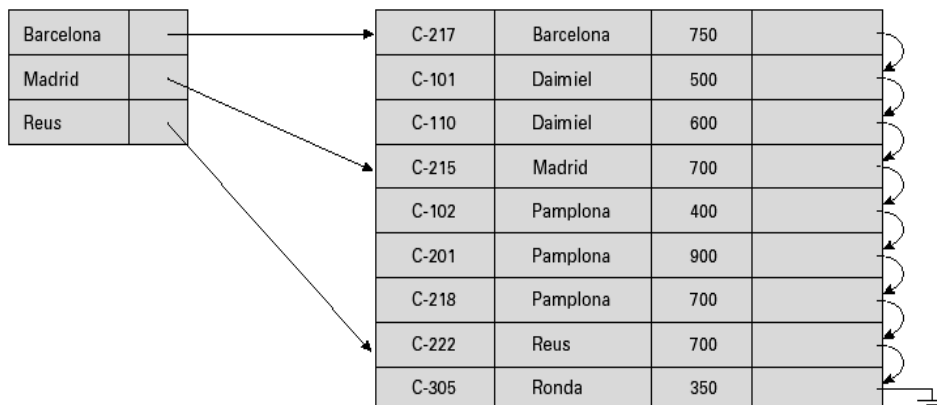 Barcelona
Madrid
Reus
C-217 Barcelona 750
C-101 Daimiel 500
C-110 Daimiel 600
C-215 Madrid 700
C-102 Pamplona 400
C-201 Pamplona 900
C-218 Pamplona 700
C-222 Reus 700
C-305 Ronda 350